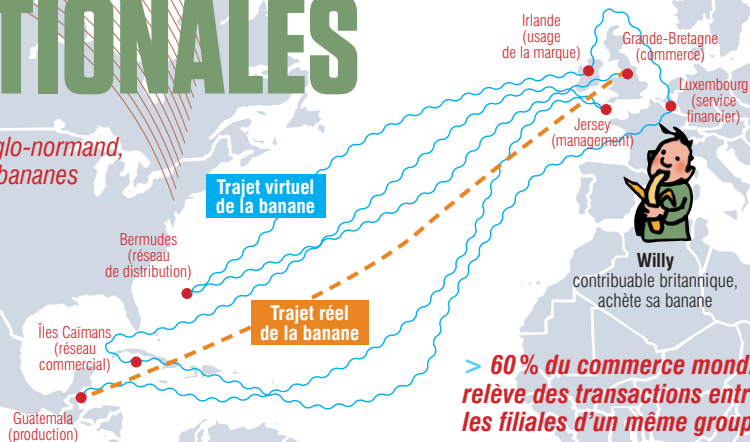 TIONALES
glo-normand,
bananes
Irlande
(usage
de la marque)
Grande-Bretagne
(commerce)
Luxembourg
(service
financier)
Jersey
(management)
Trajet virtuel
de la banane
Bermudes
(réseau
de distribution)
Willy
contribuable britannique,
achète sa banane
Trajet réel
de la banane
Îles Caïmans
(réseau
commercial)
Guatemala
(production)
> 60 % du commerce mondi
relève des transactions entr
les filiales d'un même group